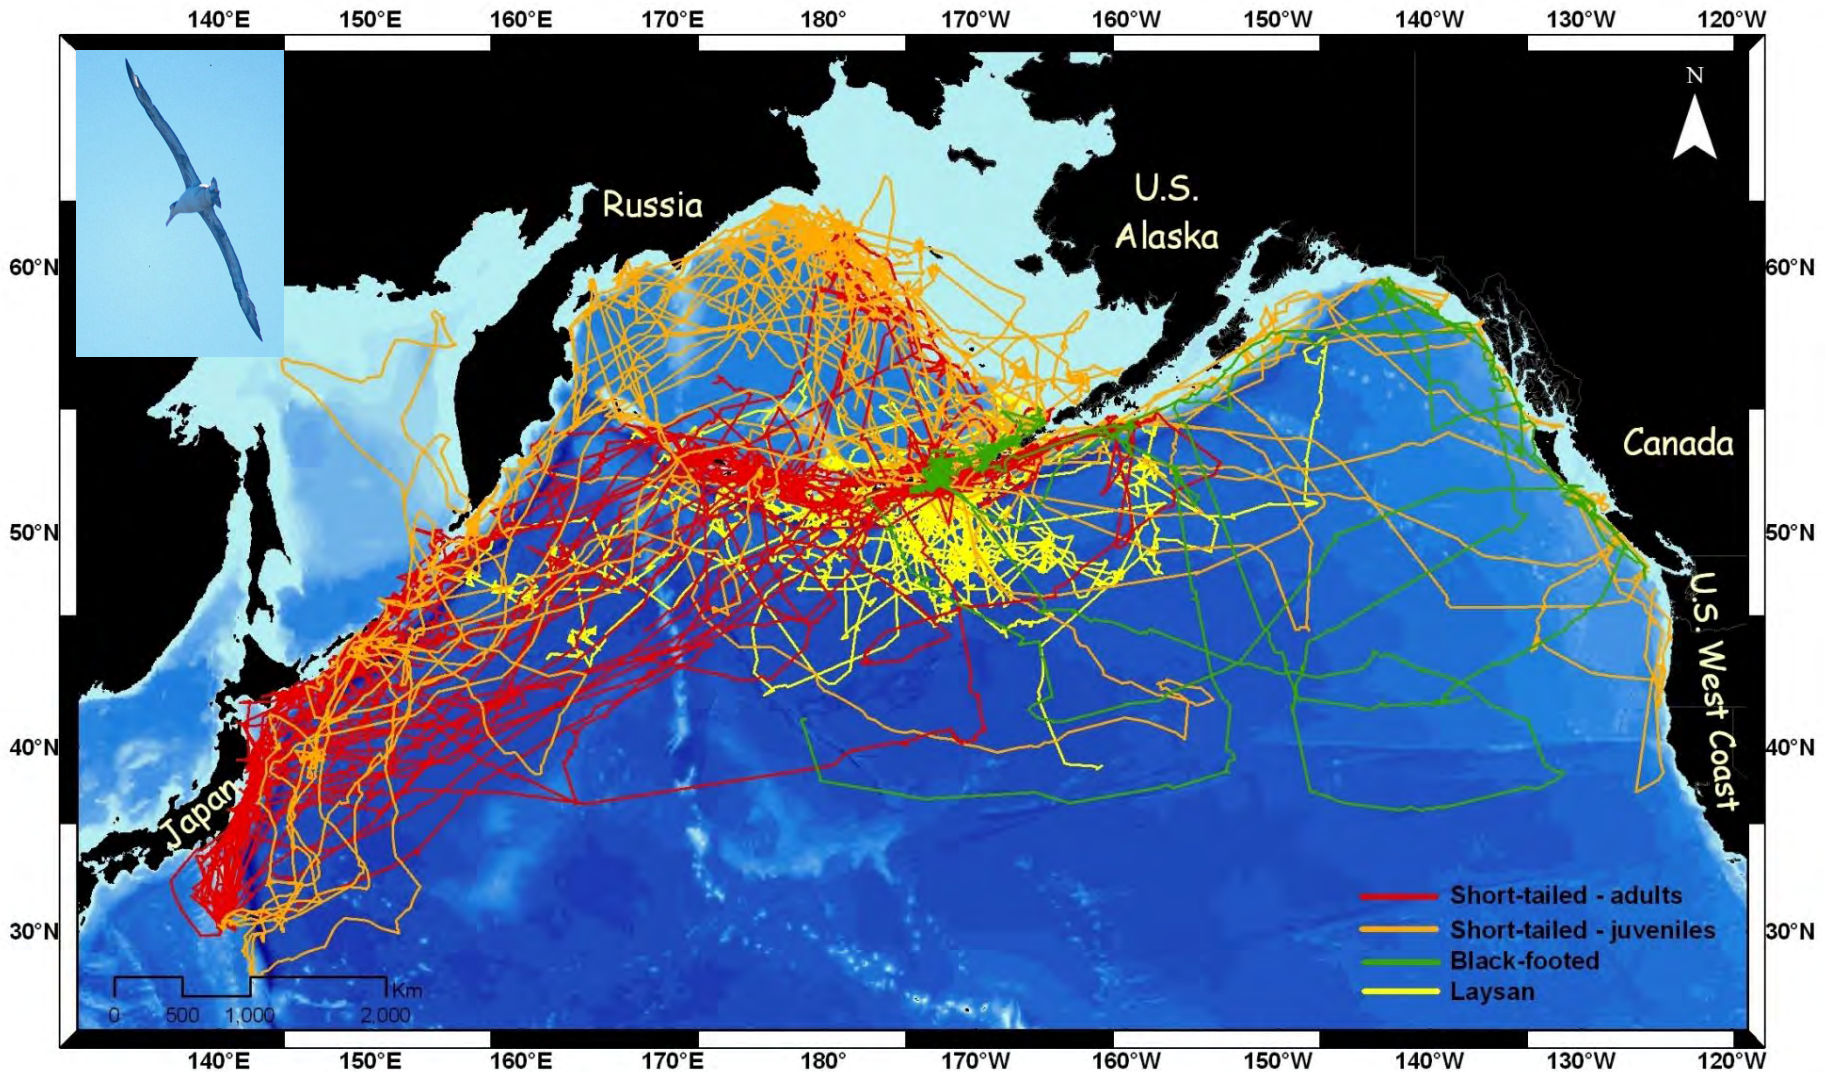 140°E 150°E 160°E 170°E 180° 170°W 160°W 150°W 140°W 130°W 120°W
N
Russia
U.S.
Alaska
60°N 60°N
Canada
50°N 50°N
U.S. West Coast
40°N 40°N
Japan
Short-tailed - adults
30°N Short-tailed - juveniles 30°N
Black-footed
Laysan
Km
0 500 1,000 2,000
140°E 150°E 160°E 170°E 180° 170°W 160°W 150°W 140°W 130°W 120°W